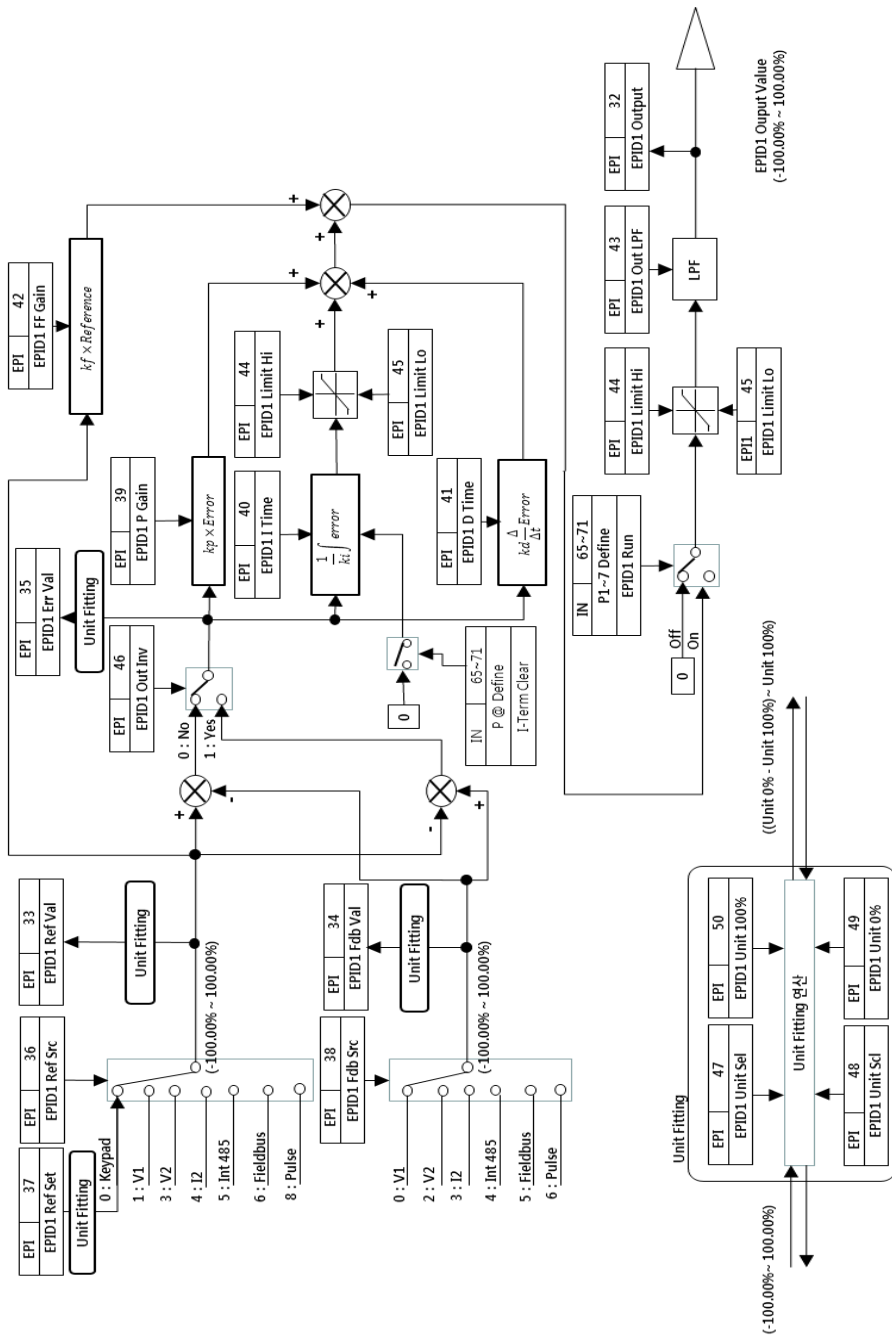 EPI 37
EPID1 Ref Set
Unit Fitting
EPI 36
EPID1 Ref Src
EPI 33
EPID1 Ref Val
Unit Fitting
0 : Keypad
1 : V1
3 : V2
4 : I2
5 : Int 485
6 : Fieldbus
8 : Pulse
(-100.00% ~ 100.00%)
EPI 38
EPID1 Fdb Src
EPI 34
EPID1 Fdb Val
Unit Fitting
0 : V1
2 : V2
3 : I2
4 : Int 485
5 : Fieldbus
6 : Pulse
(-100.00% ~ 100.00%)
+
-
-
+
EPI 46
EPID1 Out Inv
0 : No
1 : Yes
EPI 35
EPID1 Err Val
Unit Fitting
EPI 42
EPID1 FF Gain
kf × Reference
EPI 39
EPID1 P Gain
kp × Error
EPI 40
EPID1 I Time
1/ki ∫ error
EPI 44
EPID1 Limit Hi
EPI 45
EPID1 Limit Lo
EPI 41
EPID1 D Time
kd Δ/Δt Error
0
IN 65~71
P @ Define
I-Term Clear
+
+
+
+
+
IN 65~71
P1~7 Define
EPID1 Run
0
Off
On
EPI 44
EPID1 Limit Hi
EPI1 45
EPID1 Limit Lo
EPI 43
EPID1 Out LPF
LPF
EPI 32
EPID1 Output
EPID1 Ouput Value
(-100.00% ~ 100.00%)
Unit Fitting
EPI 47
EPID1 Unit Sel
EPI 50
EPID1 Unit 100%
(-100.00%~ 100.00%)
Unit Fitting 연산
((Unit 0% - Unit 100%)~ Unit 100%)
EPI 48
EPID1 Unit Scl
EPI 49
EPID1 Unit 0%